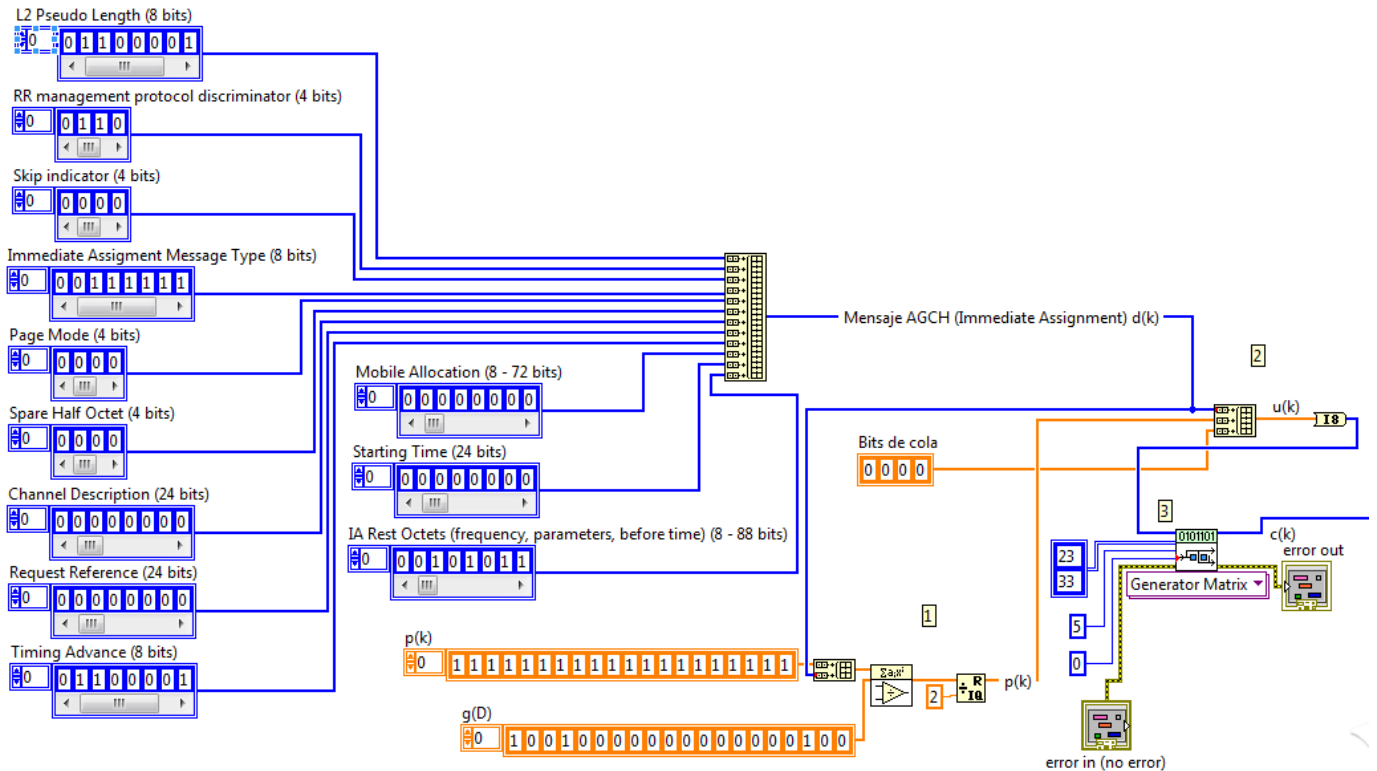 L2 Pseudo Length (8 bits)
0 0 1 1 0 0 0 0 1
RR management protocol discriminator (4 bits)
0 0 1 1 0
Skip indicator (4 bits)
0 0 0 0 0
Immediate Assigment Message Type (8 bits)
0 0 0 1 1 1 1 1 1
Page Mode (4 bits)
0 0 0 0 0
Spare Half Octet (4 bits)
0 0 0 0 0
Channel Description (24 bits)
0 0 0 0 0 0 0 0 0
Request Reference (24 bits)
0 0 0 0 0 0 0 0 0
Timing Advance (8 bits)
0 0 1 1 0 0 0 0 1
Mobile Allocation (8 - 72 bits)
0 0 0 0 0 0 0 0 0
Starting Time (24 bits)
0 0 0 0 0 0 0 0 0
IA Rest Octets (frequency, parameters, before time) (8 - 88 bits)
0 0 0 1 0 1 0 1 1
Mensaje AGCH (Immediate Assignment) d(k)
2
u(k)
I8
Bits de cola
0 0 0 0
3
0101101
c(k)
error out
23
33
Generator Matrix
5
0
error in (no error)
1
p(k)
0 1 1 1 1 1 1 1 1 1 1 1 1 1 1 1 1 1 1 1 1
Σaᵢxⁱ
2
R
IQ
p(k)
g(D)
0 1 0 0 1 0 0 0 0 0 0 0 0 0 0 0 0 0 1 0 0